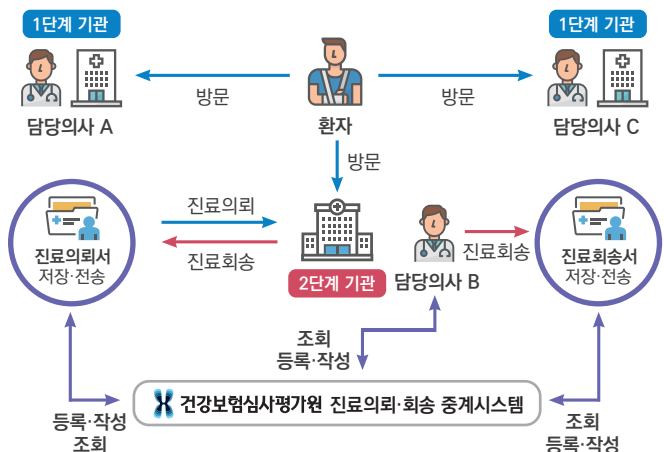 1단계 기관
1단계 기관
방문
방문
담당의사 A
환자
담당의사 C
방문
진료의뢰
진료의뢰서
저장·전송
진료회송
진료회송
진료회송서
저장·전송
2단계 기관
담당의사 B
조회
등록·작성
건강보험심사평가원 진료의뢰·회송 중계시스템
등록·작성
조회
조회
등록·작성